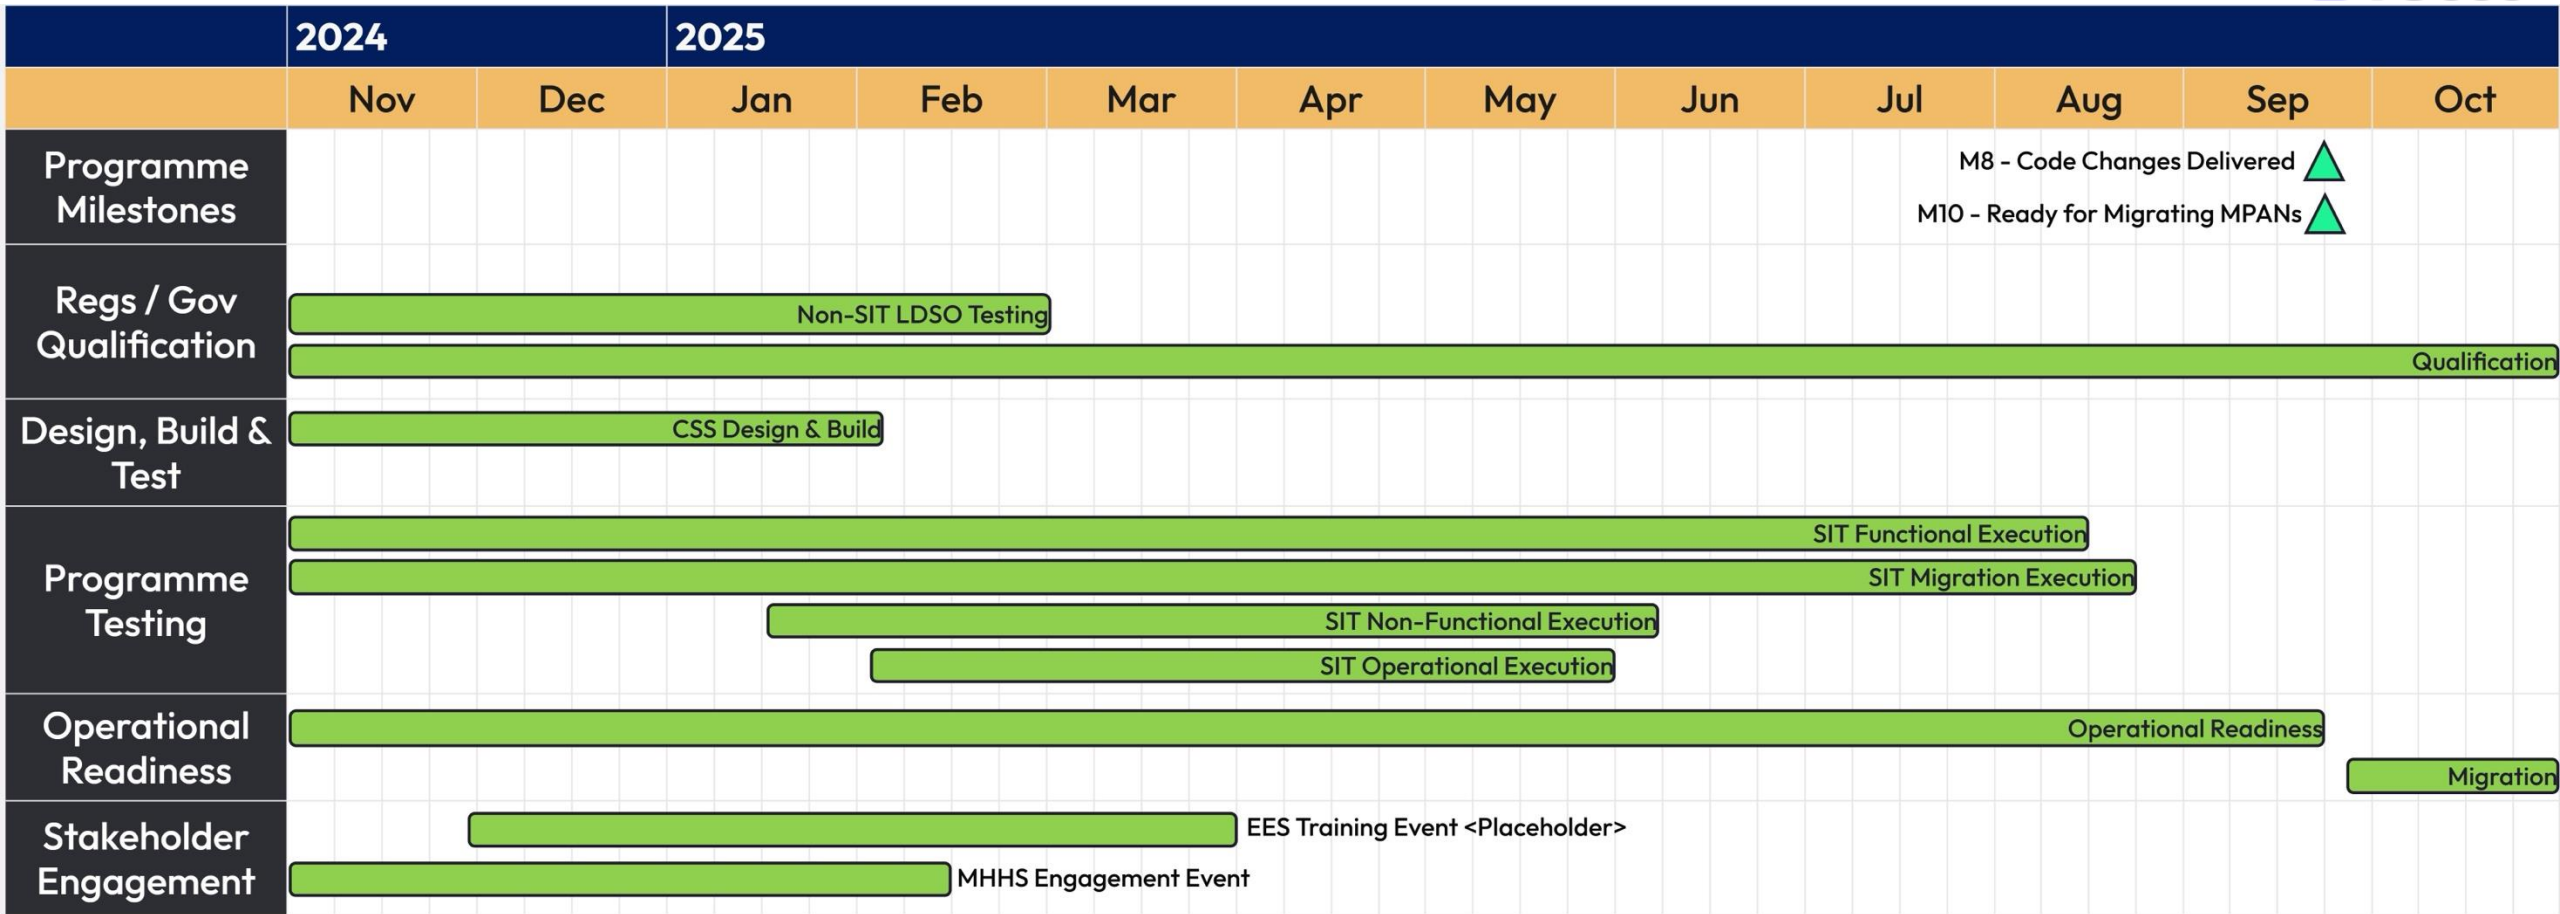 2024 2025
Nov Dec Jan Feb Mar Apr May Jun Jul Aug Sep Oct
Programme
Milestones
M8 - Code Changes Delivered
M10 - Ready for Migrating MPANs
Regs / Gov
Qualification
Non-SIT LDSO Testing
Qualification
Design, Build &
Test
CSS Design & Build
Programme
Testing
SIT Functional Execution
SIT Migration Execution
SIT Non-Functional Execution
SIT Operational Execution
Operational
Readiness
Operational Readiness
Migration
Stakeholder
Engagement
EES Training Event <Placeholder>
MHHS Engagement Event